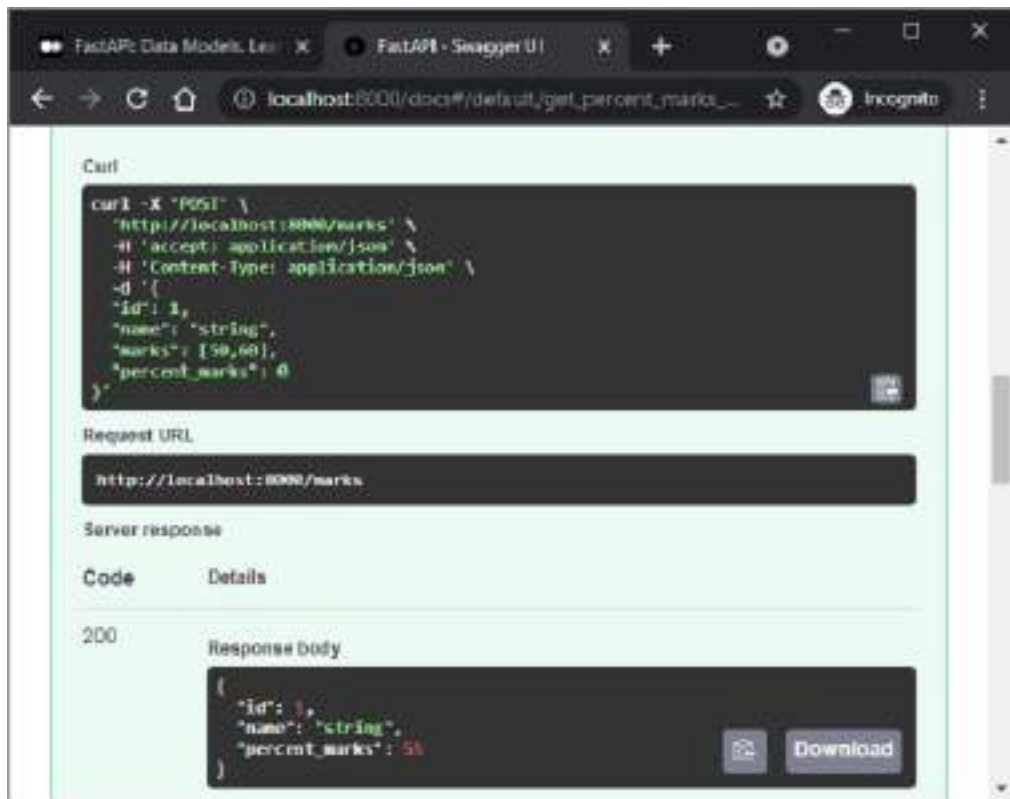 FastAPI: Data Models. Les
FastAPI - Swagger UI
localhost:8000/docs#/default/get_percent_marks_...
Incognito
Curl
curl -X 'POST' \
'http://localhost:8000/marks' \
-H 'accept: application/json' \
-H 'Content-Type: application/json' \
-d '{
"id": 1,
"name": "string",
"marks": [50,60],
"percent_marks": 0
}'
Request URL
http://localhost:8000/marks
Server response
Code Details
200
Response body
{
"id": 1,
"name": "string",
"percent_marks": 55
}
Download